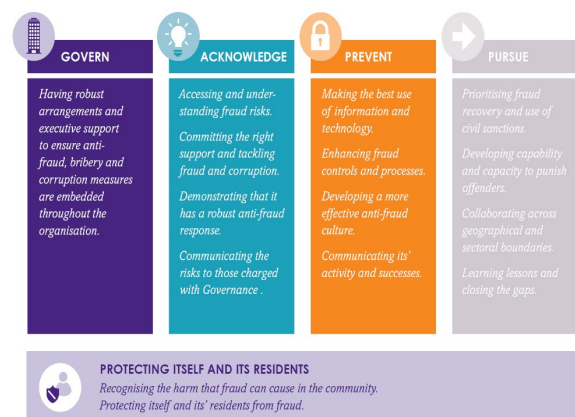 GOVERN
Having robust
arrangements and
executive support
to ensure anti-
fraud, bribery and
corruption measures
are embedded
throughout the
organisation.
ACKNOWLEDGE
Accessing and under-
standing fraud risks.
Committing the right
support and tackling
fraud and corruption.
Demonstrating that it
has a robust anti-fraud
response.
Communicating the
risks to those charged
with Governance .
PREVENT
Making the best use
of information and
technology.
Enhancing fraud
controls and processes.
Developing a more
effective anti-fraud
culture.
Communicating its'
activity and successes.
PURSUE
Prioritising fraud
recovery and use of
civil sanctions.
Developing capability
and capacity to punish
offenders.
Collaborating across
geographical and
sectoral boundaries.
Learning lessons and
closing the gaps.
PROTECTING ITSELF AND ITS RESIDENTS
Recognising the harm that fraud can cause in the community.
Protecting itself and its' residents from fraud.